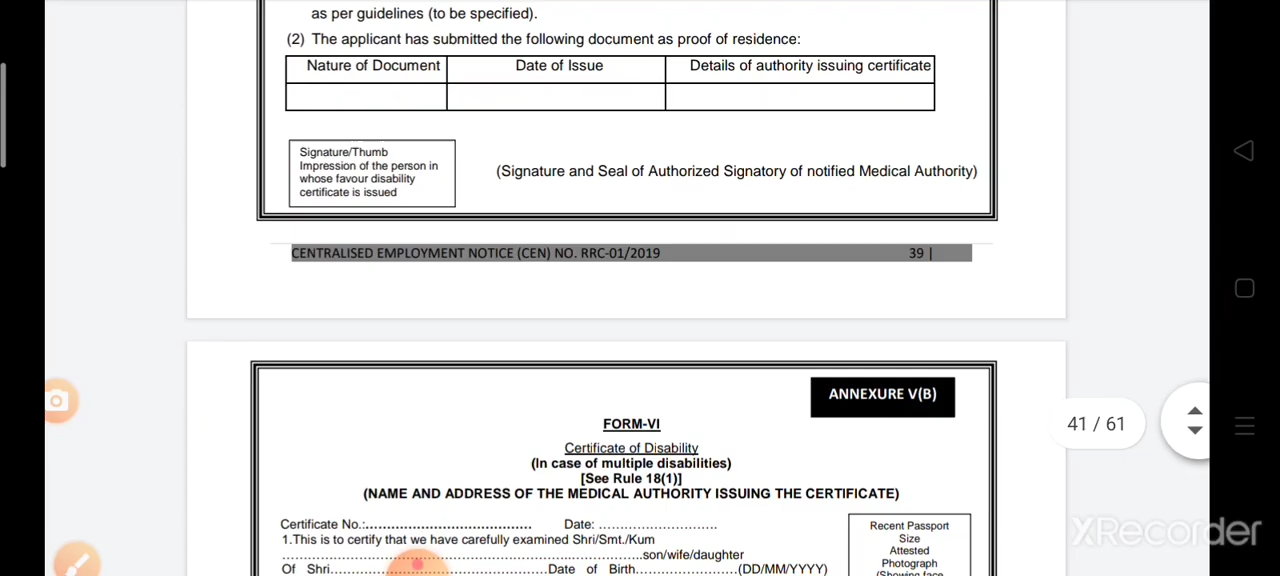 as per guidelines (to be specified).
(2) The applicant has submitted the following document as proof of residence:
Nature of Document Date of Issue Details of authority issuing certificate
Signature/Thumb
Impression of the person in
whose favour disability
certificate is issued
(Signature and Seal of Authorized Signatory of notified Medical Authority)
CENTRALISED EMPLOYMENT NOTICE (CEN) NO. RRC-01/2019 39 |
ANNEXURE V(B)
41 / 61
FORM-VI
Certificate of Disability
(In case of multiple disabilities)
[See Rule 18(1)]
(NAME AND ADDRESS OF THE MEDICAL AUTHORITY ISSUING THE CERTIFICATE)
Certificate No.:....................................... Date: ............................
1.This is to certify that we have carefully examined Shri/Smt./Kum
....................................................................................son/wife/daughter
Of Shri....................................................Date of Birth........................(DD/MM/YYYY)
Recent Passport
Size
Attested
Photograph
(Showing face
XRecorder